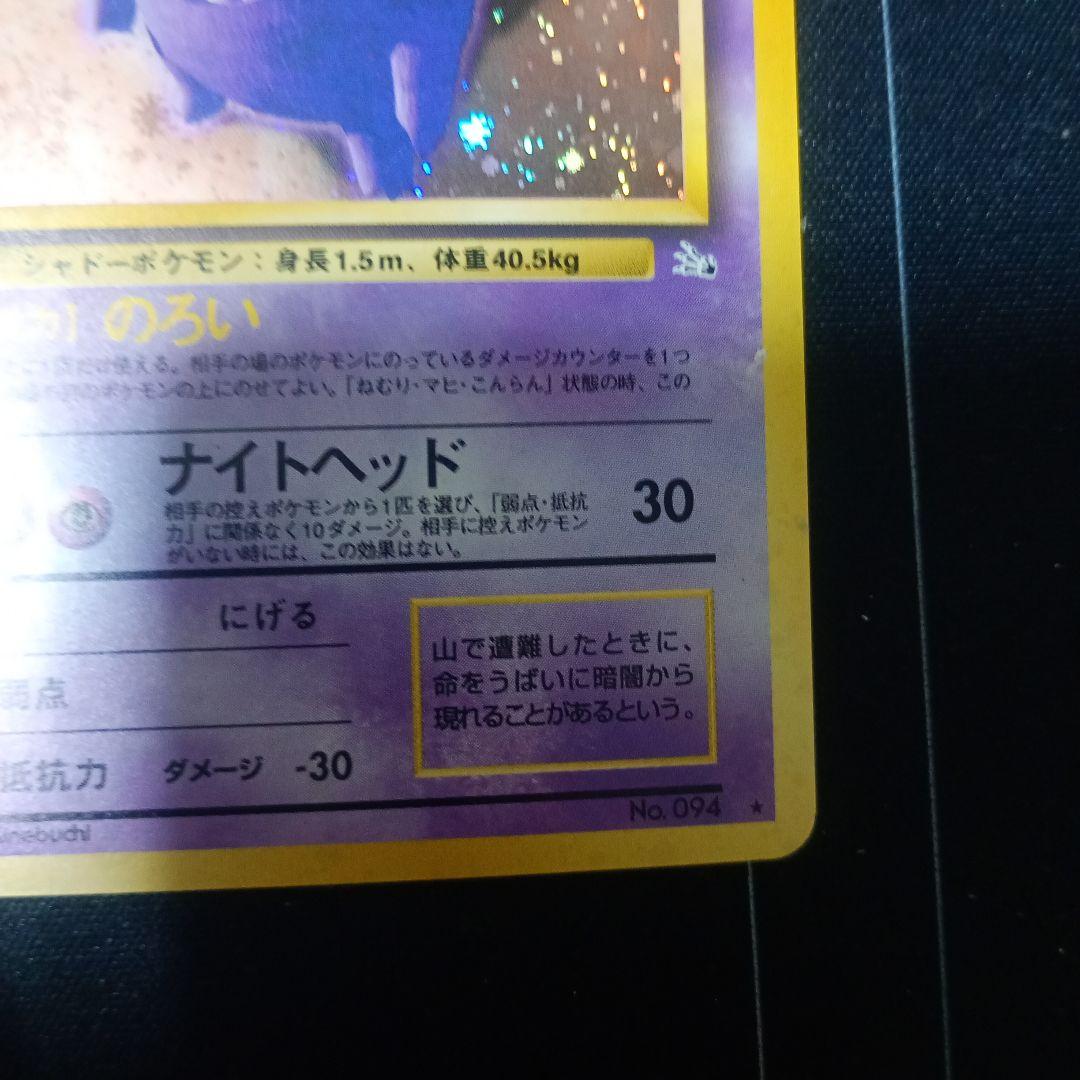 シャドーポケモン：身長1.5m、体重40.5kg
のろい
使える。相手の場のポケモンにのっているダメージカウンターを1つ
のポケモンの上にのせてよい。「ねむり・マヒ・こんらん」状態の時、この
ナイトヘッド
30
相手の控えポケモンから1匹を選び、「弱点・抵抗
力」に関係なく10ダメージ。相手に控えポケモン
がいない時には、この効果はない。
にげる
弱点
抵抗力 ダメージ -30
山で遭難したときに、
命をうばいに暗闇から
現れることがあるという。
No. 094 ★